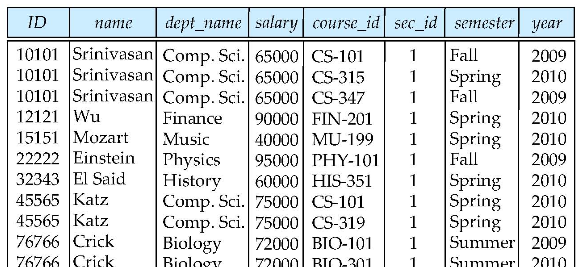 ID name dept_name salary course_id sec_id semester year
10101 Srinivasan Comp. Sci. 65000 CS-101 1 Fall 2009
10101 Srinivasan Comp. Sci. 65000 CS-315 1 Spring 2010
10101 Srinivasan Comp. Sci. 65000 CS-347 1 Fall 2009
12121 Wu Finance 90000 FIN-201 1 Spring 2010
15151 Mozart Music 40000 MU-199 1 Spring 2010
22222 Einstein Physics 95000 PHY-101 1 Fall 2009
32343 El Said History 60000 HIS-351 1 Spring 2010
45565 Katz Comp. Sci. 75000 CS-101 1 Spring 2010
45565 Katz Comp. Sci. 75000 CS-319 1 Spring 2010
76766 Crick Biology 72000 BIO-101 1 Summer 2009
76766 Crick Biology 72000 BIO-301 1 Summer 2010